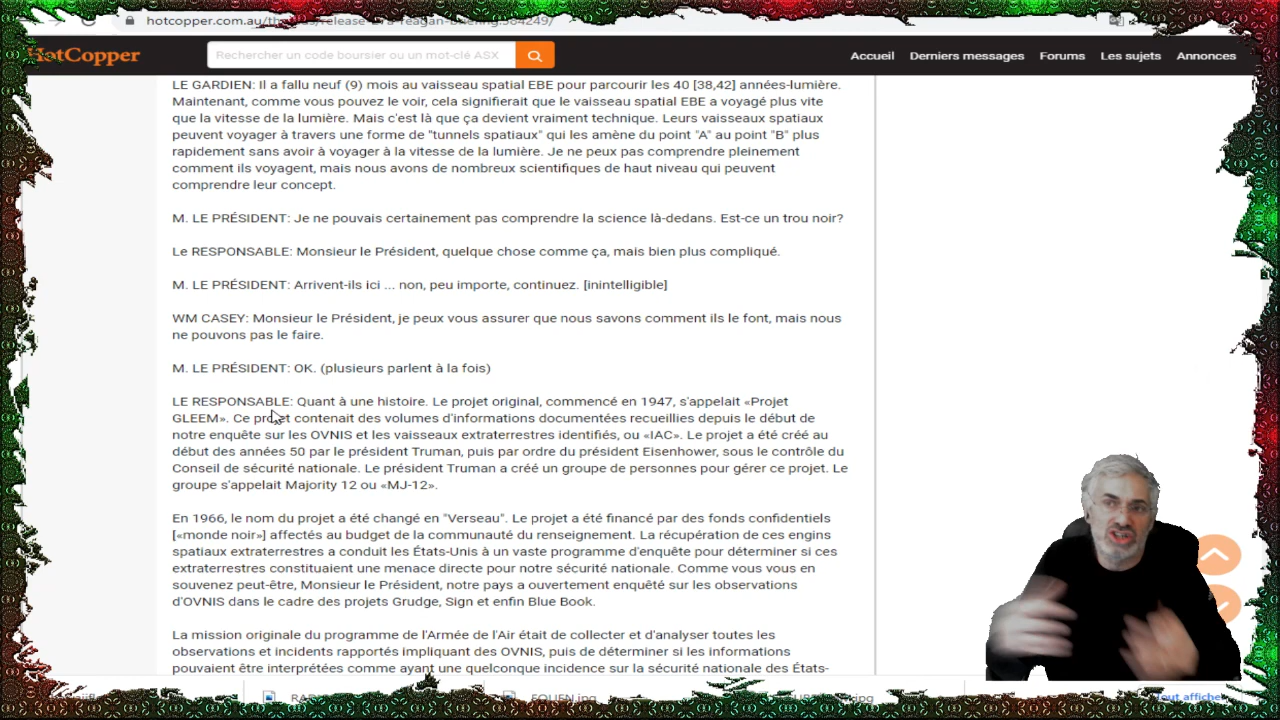 hotcopper.com.au/th
HotCopper
Rechercher un code boursier ou un mot-clé ASX
Accueil Derniers messages Forums Les sujets Annonces
LE GARDIEN: Il a fallu neuf (9) mois au vaisseau spatial EBE pour parcourir les 40 [38,42] années-lumière.
Maintenant, comme vous pouvez le voir, cela signifierait que le vaisseau spatial EBE a voyagé plus vite
que la vitesse de la lumière. Mais c'est là que ça devient vraiment technique. Leurs vaisseaux spatiaux
peuvent voyager à travers une forme de "tunnels spatiaux" qui les amène du point "A" au point "B" plus
rapidement sans avoir à voyager à la vitesse de la lumière. Je ne peux pas comprendre pleinement
comment ils voyagent, mais nous avons de nombreux scientifiques de haut niveau qui peuvent
comprendre leur concept.
M. LE PRÉSIDENT: Je ne pouvais certainement pas comprendre la science là-dedans. Est-ce un trou noir?
Le RESPONSABLE: Monsieur le Président, quelque chose comme ça, mais bien plus compliqué.
M. LE PRÉSIDENT: Arrivent-ils ici ... non, peu importe, continuez. [inintelligible]
WM CASEY: Monsieur le Président, je peux vous assurer que nous savons comment ils le font, mais nous
ne pouvons pas le faire.
M. LE PRÉSIDENT: OK. (plusieurs parlent à la fois)
LE RESPONSABLE: Quant à une histoire. Le projet original, commencé en 1947, s'appelait «Projet
GLEEM». Ce projet contenait des volumes d'informations documentées recueillies depuis le début de
notre enquête sur les OVNIS et les vaisseaux extraterrestres identifiés, ou «IAC». Le projet a été créé au
début des années 50 par le président Truman, puis par ordre du président Eisenhower, sous le contrôle du
Conseil de sécurité nationale. Le président Truman a créé un groupe de personnes pour gérer ce projet. Le
groupe s'appelait Majority 12 ou «MJ-12».
En 1966, le nom du projet a été changé en "Verseau". Le projet a été financé par des fonds confidentiels
[«monde noir»] affectés au budget de la communauté du renseignement. La récupération de ces engins
spatiaux extraterrestres a conduit les États-Unis à un vaste programme d'enquête pour déterminer si ces
extraterrestres constituaient une menace directe pour notre sécurité nationale. Comme vous vous en
souvenez peut-être, Monsieur le Président, notre pays a ouvertement enquêté sur les observations
d'OVNIS dans le cadre des projets Grudge, Sign et enfin Blue Book.
La mission originale du programme de l'Armée de l'Air était de collecter et d'analyser toutes les
observations et incidents rapportés impliquant des OVNIS, puis de déterminer si les informations
pouvaient être interprétées comme ayant une quelconque incidence sur la sécurité nationale des États-
Tout affiche